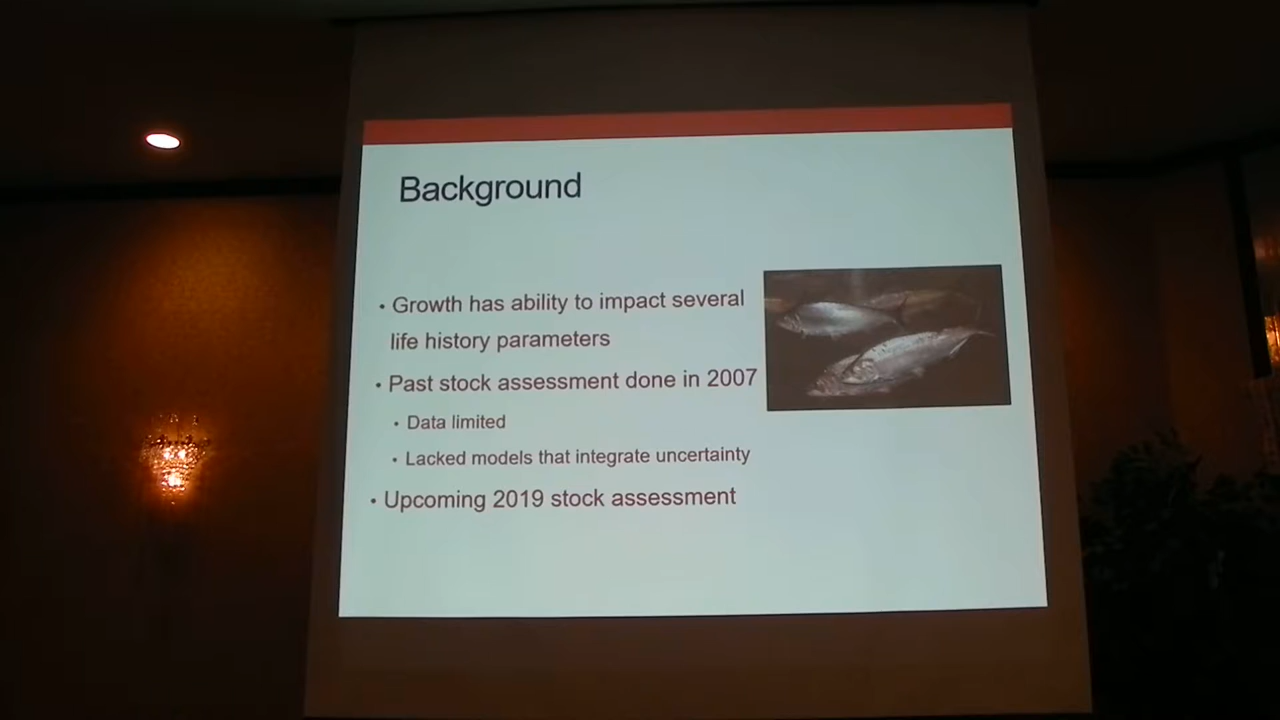 Background
• Growth has ability to impact several
life history parameters
• Past stock assessment done in 2007
• Data limited
• Lacked models that integrate uncertainty
• Upcoming 2019 stock assessment